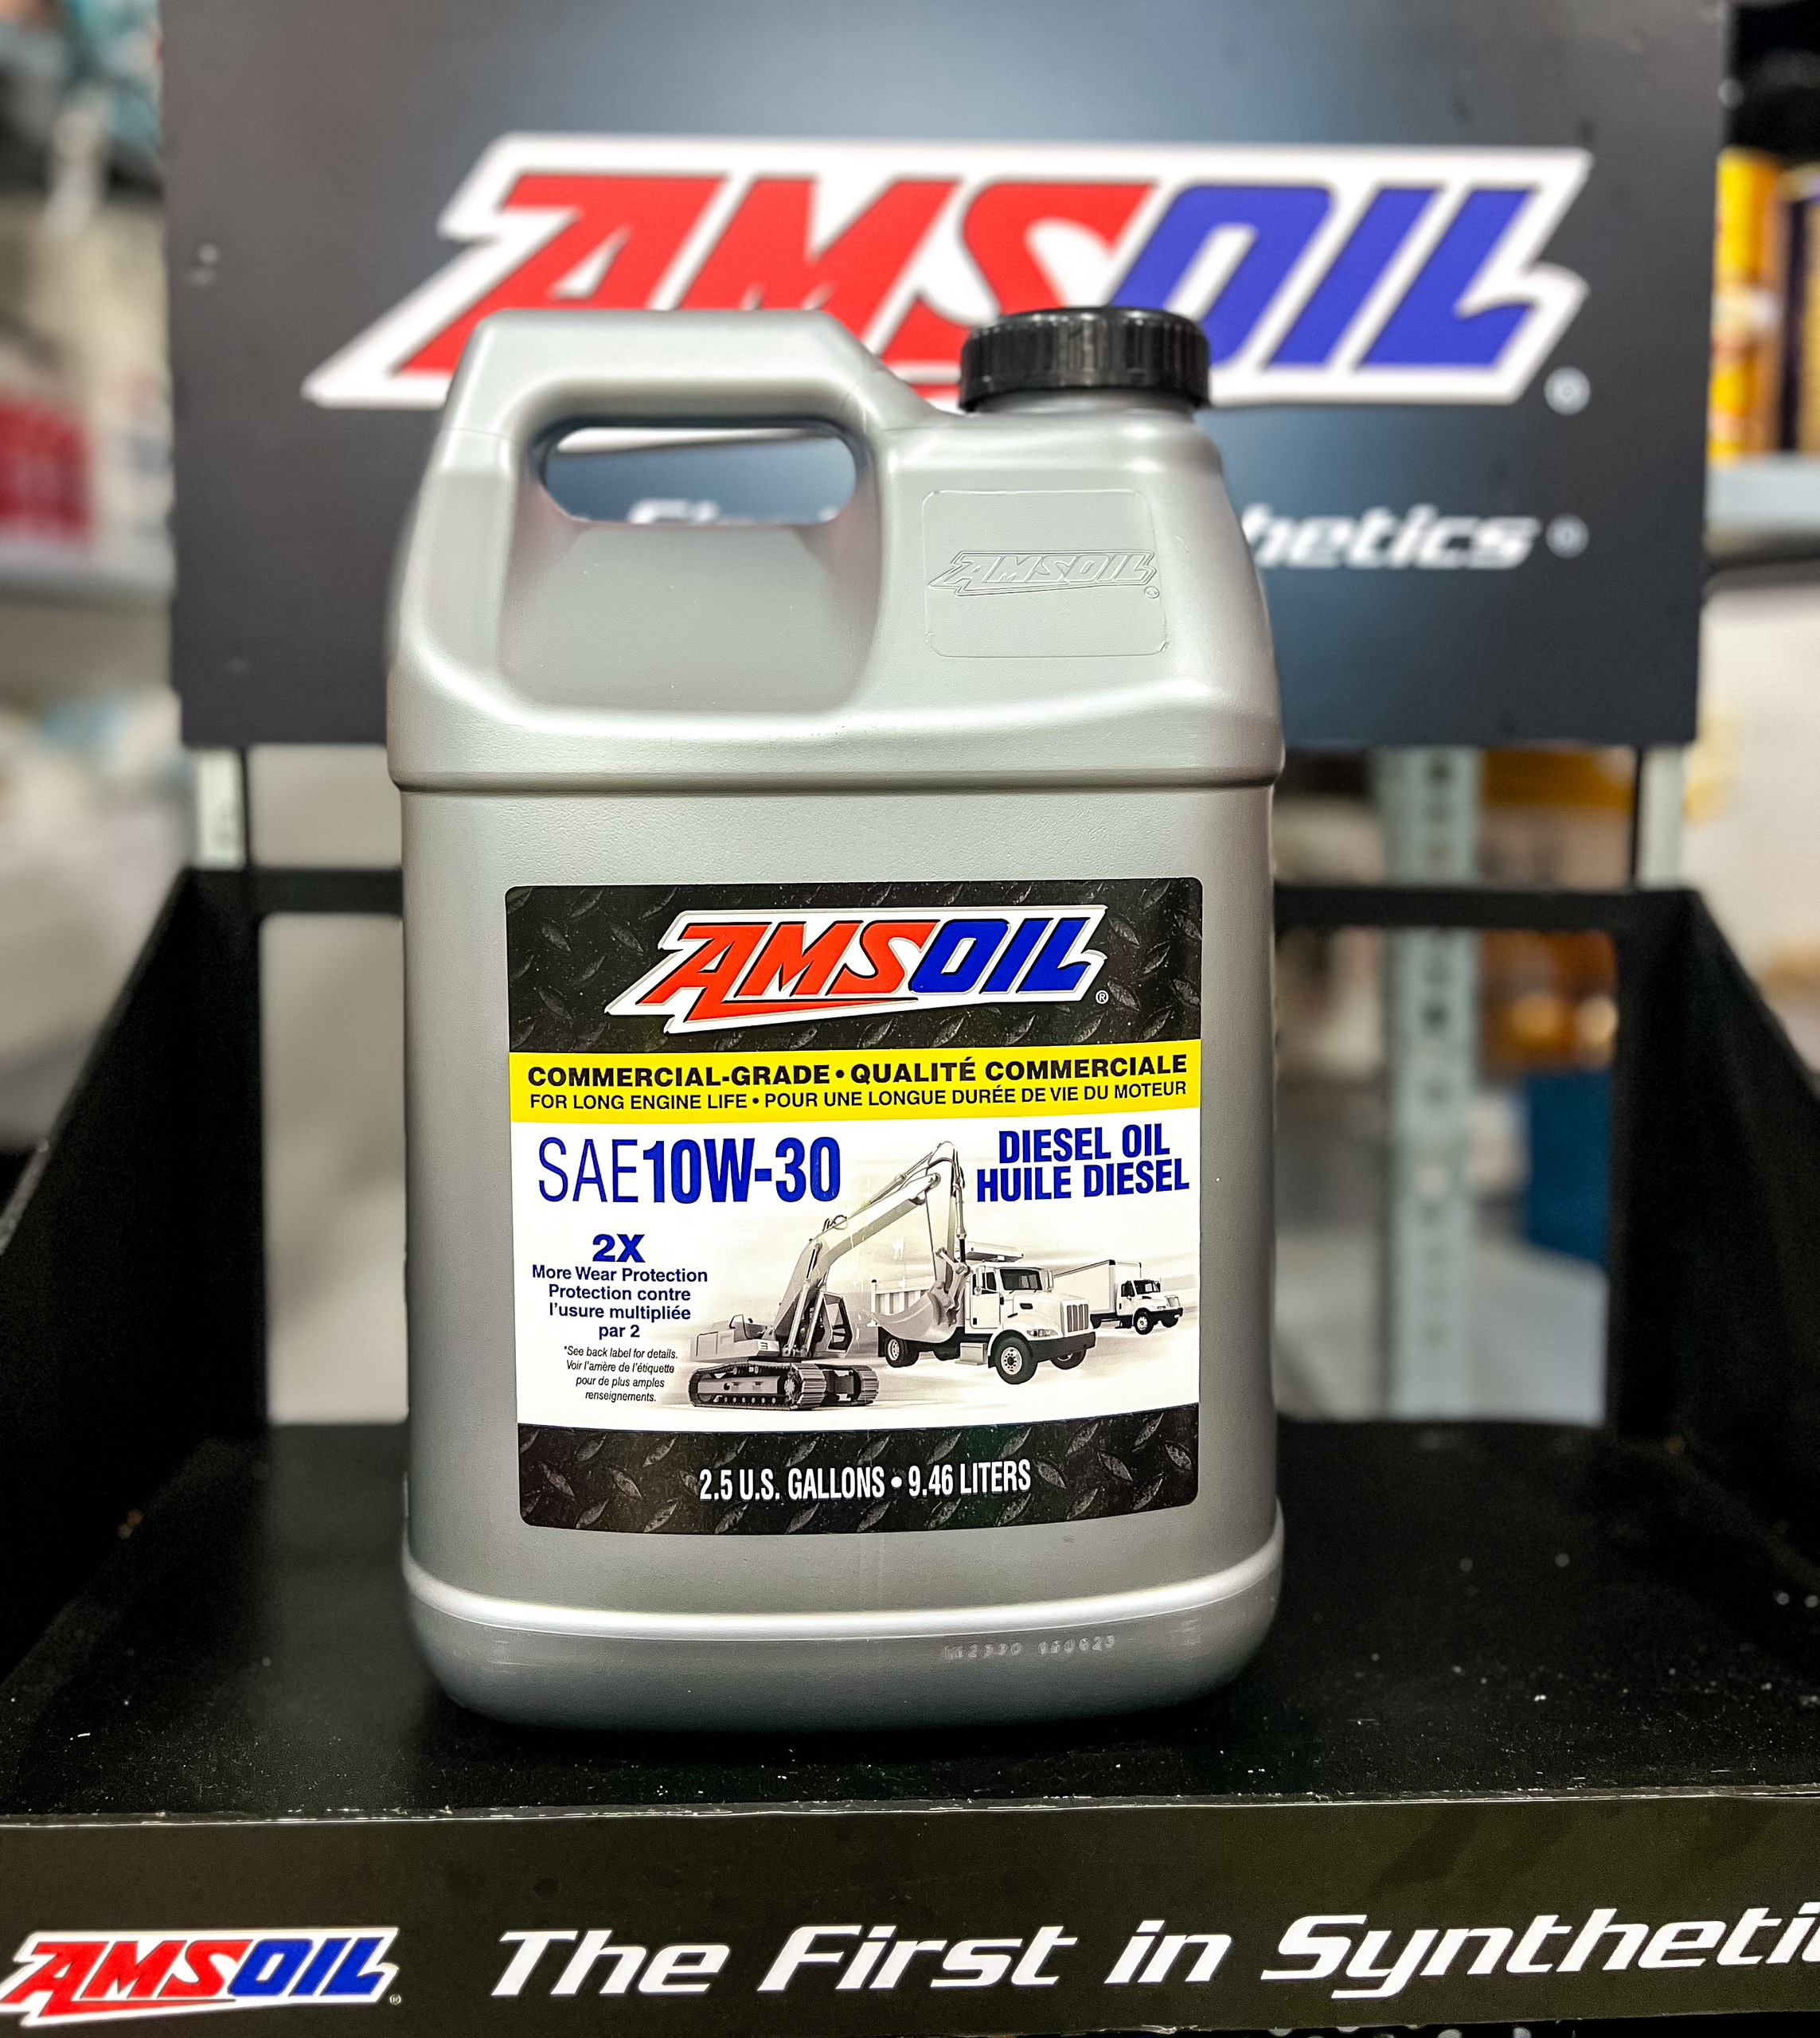 AMSOIL®
hetics®
AMSOIL®
AMSOIL®
COMMERCIAL-GRADE • QUALITÉ COMMERCIALE
FOR LONG ENGINE LIFE • POUR UNE LONGUE DURÉE DE VIE DU MOTEUR
SAE10W-30
DIESEL OIL
HUILE DIESEL
2X
More Wear Protection
Protection contre
l'usure multipliée
par 2
*See back label for details.
Voir l'arrière de l'étiquette
pour de plus amples
renseignements.
2.5 U.S. GALLONS • 9.46 LITERS
AMSOIL® The First in Syntheti